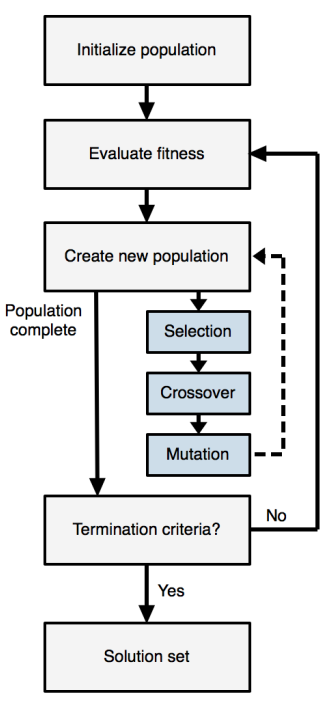 Initialize population
Evaluate fitness
Create new population
Population
complete
Selection
Crossover
Mutation
Termination criteria?
No
Yes
Solution set